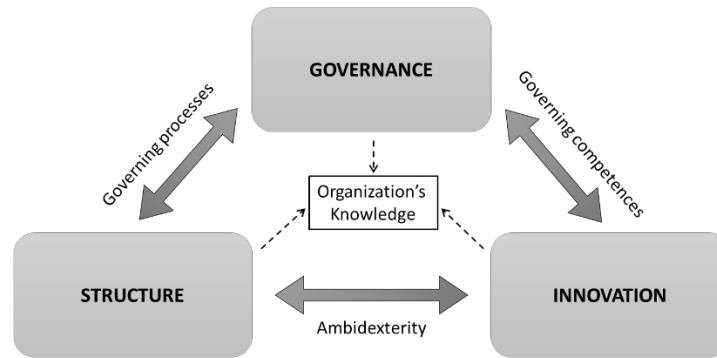 GOVERNANCE
Governing processes
Governing competences
Organization's
Knowledge
STRUCTURE
INNOVATION
Ambidexterity